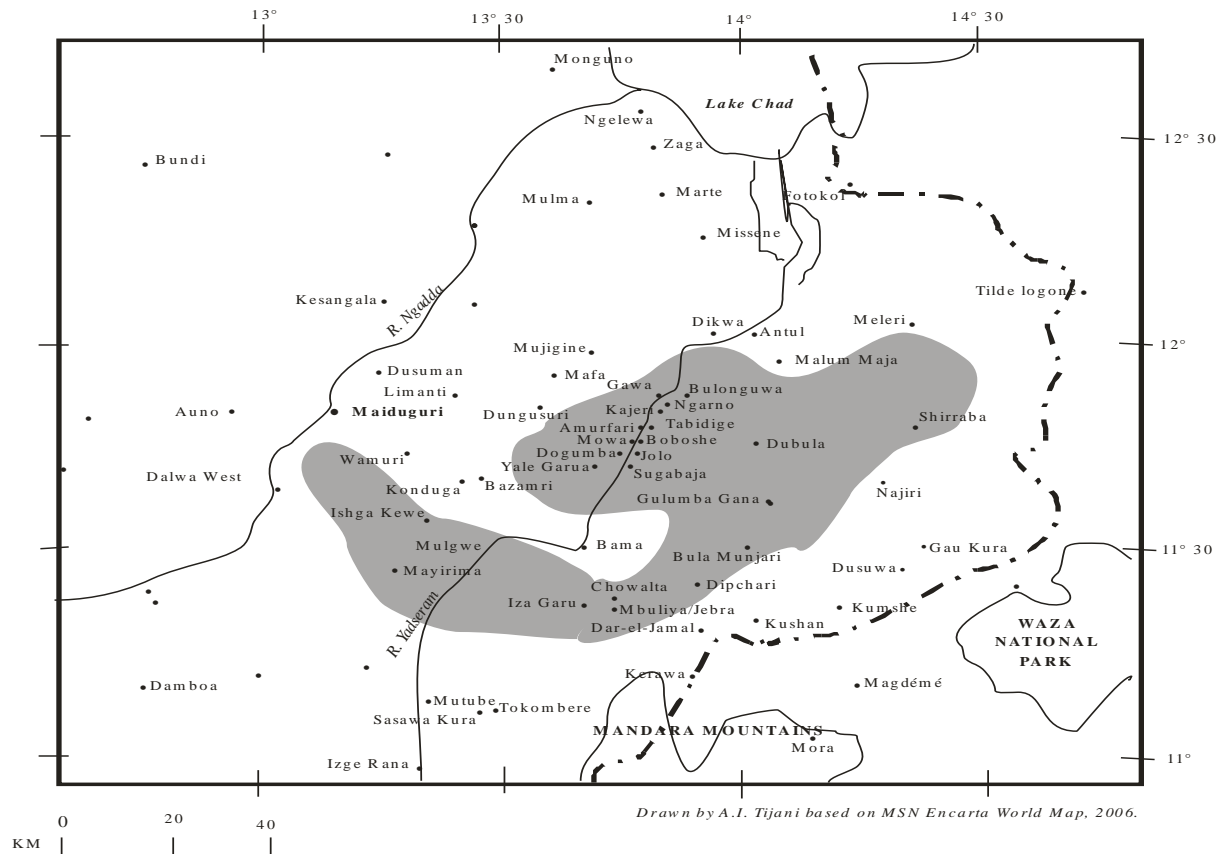 13°
13° 30
14°
14° 30
Monguno
Lake Chad
Ngelewa
12° 30
Zaga
Bundi
Marte
Fotokol
Mulma
Missene
Tilde logone
Kesangala
R. Ngadda
Dikwa
Antul
Meleri
12°
Mujigine
Malum Maja
Dusuman
Mafa
Limanti
Gawa
Bulonguwa
Auno
Maiduguri
Dungusuri
Kajeri
Ngarno
Shirraba
Amurfari
Tabidige
Mowa
Boboshe
Dubula
Wamuri
Dogumba
Jolo
Yale Garua
Sugabaja
Dalwa West
Konduga
Bazamri
Gulumba Gana
Najiri
Ishga Kewe
Mulgwe
Bama
Bula Munjari
Gau Kura
11° 30
Mayirima
Dusuwa
Chowalta
Dipchari
Iza Garu
Mbuliya/Jebra
Kumshe
R. Yadseram
Dar-el-Jamal
Kushan
WAZA
NATIONAL
PARK
Kerawa
Damboa
Magdémé
Mutube
Tokombere
Sasawa Kura
MANDARA MOUNTAINS
Mora
Izge Rana
11°
Drawn by A.I. Tijani based on MSN Encarta World Map, 2006.
0
20
40
KM